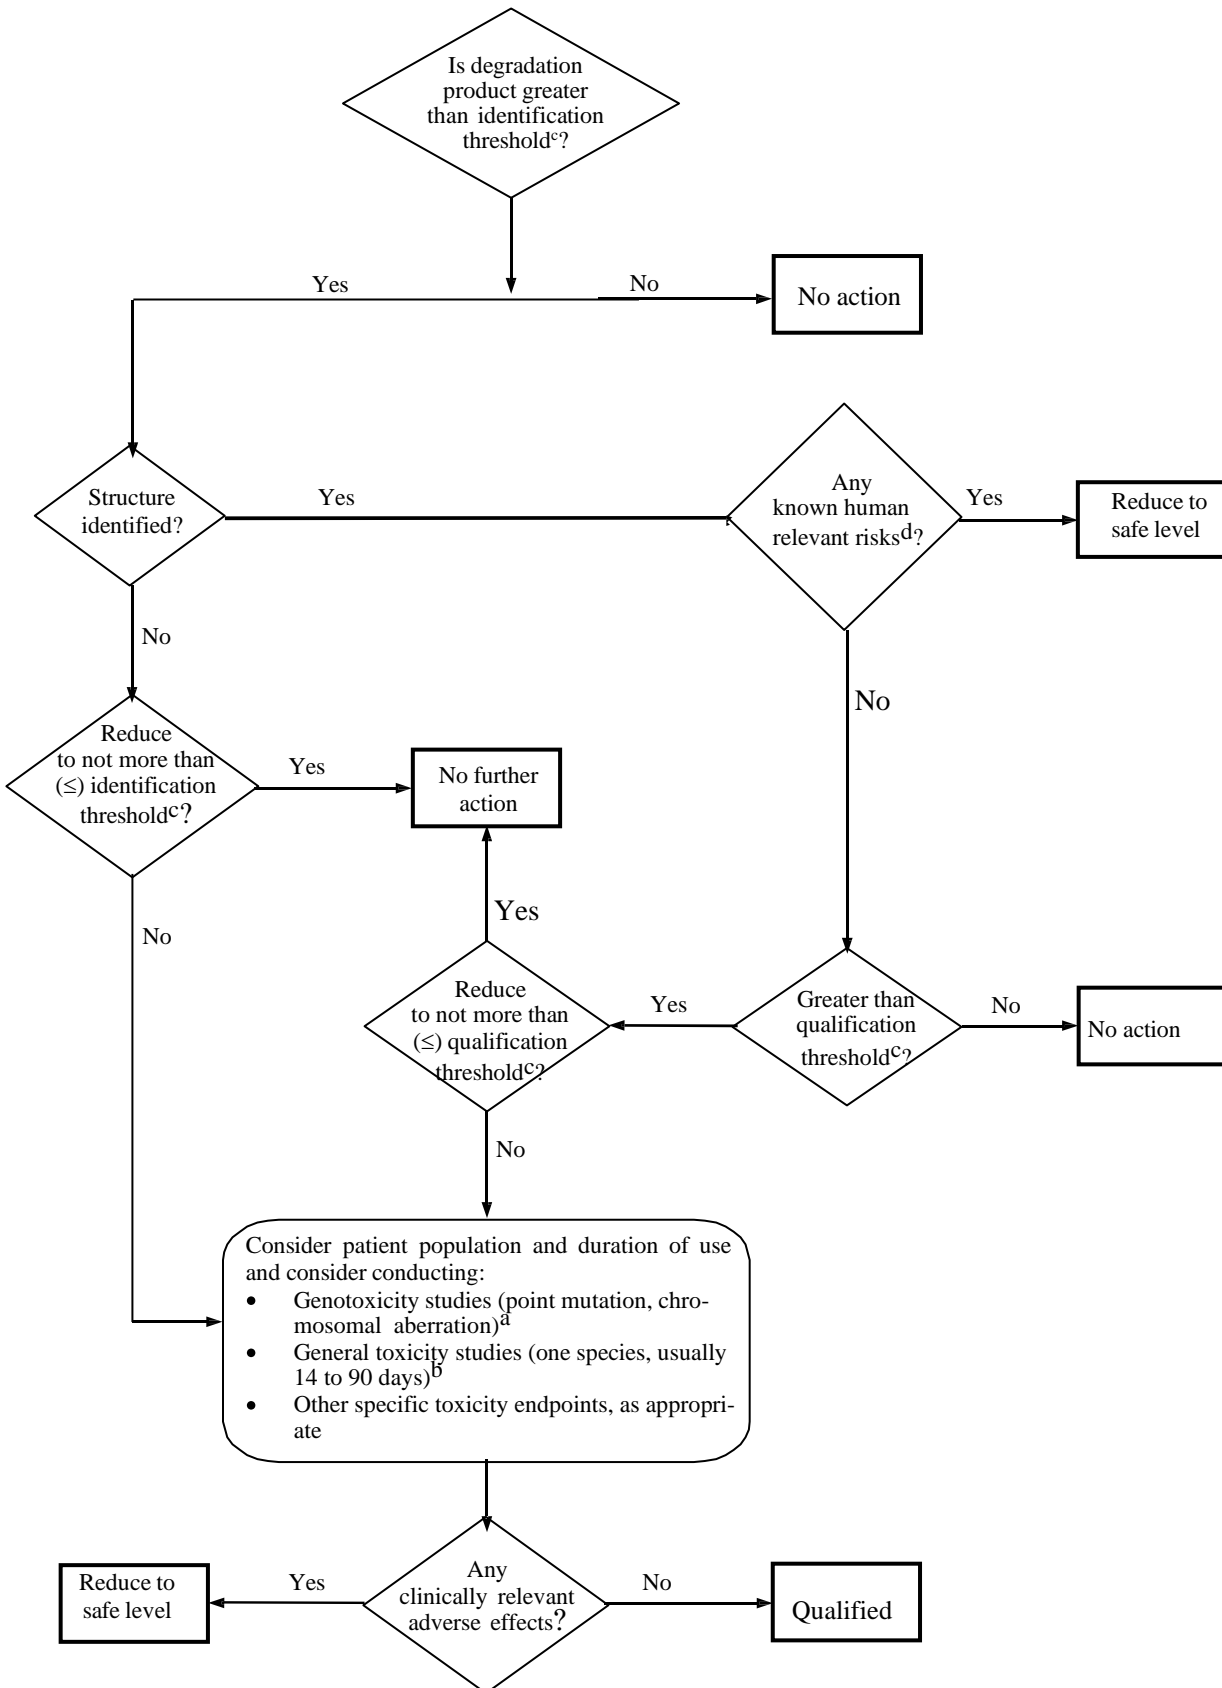 Is degradation
product greater
than identification
thresholdᶜ?
Yes
No
No action
Structure
identified?
Yes
Any
known human
relevant risksᵈ?
Yes
Reduce to
safe level
No
No
Reduce
to not more than
(≤) identification
thresholdᶜ?
Yes
No further
action
Yes
No
Reduce
to not more than
(≤) qualification
thresholdᶜ?
Yes
Greater than
qualification
thresholdᶜ?
No
No action
No
Consider patient population and duration of use
and consider conducting:
• Genotoxicity studies (point mutation, chro-
mosomal aberration)ᵃ
• General toxicity studies (one species, usually
14 to 90 days)ᵇ
• Other specific toxicity endpoints, as appropri-
ate
Reduce to
safe level
Yes
Any
clinically relevant
adverse effects?
No
Qualified